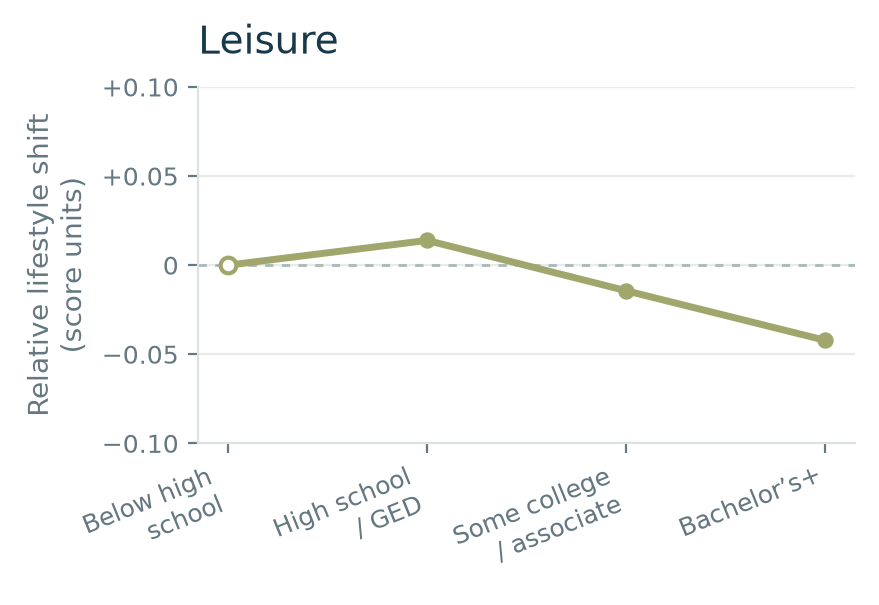 Leisure
Relative lifestyle shift
(score units)
+0.10
+0.05
0
−0.05
−0.10
Below high
school
High school
/ GED
Some college
/ associate
Bachelor’s+